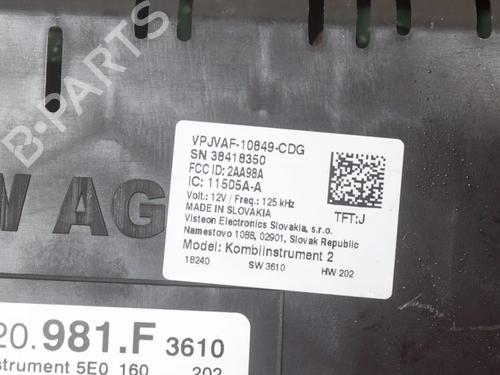 B-PARTS
VPJVAF-10849-CDG
SN 38418350
FCC ID: 2AA98A
IC: 11505A-A
Volt.: 12V / Freq.: 125 kHz
MADE IN SLOVAKIA
Visteon Electronics Slovakia, s.r.o.
Namestovo 1088, 02901, Slovak Republic
Model: Kombiinstrument 2
18240 SW 3610 HW 202
TFT:J
W AG
20.981.F 3610
strument 5E0 160 202